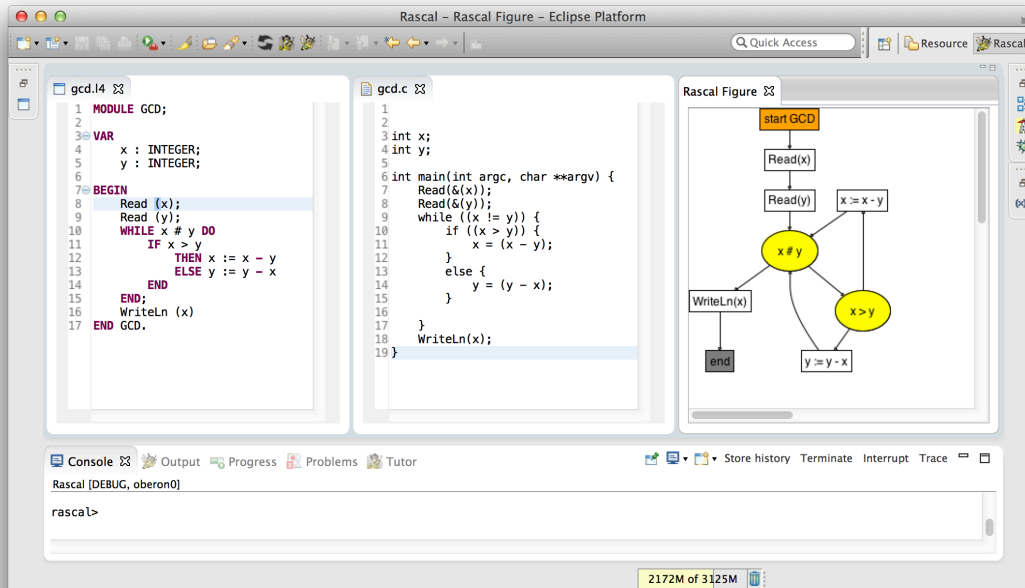 Rascal – Rascal Figure – Eclipse Platform
Quick Access
Resource
Rascal
gcd.l4
1 MODULE GCD;
2
3 VAR
4     x : INTEGER;
5     y : INTEGER;
6
7 BEGIN
8     Read (x);
9     Read (y);
10     WHILE x # y DO
11         IF x > y
12             THEN x := x - y
13             ELSE y := y - x
14         END
15     END;
16     WriteLn (x)
17 END GCD.
gcd.c
1
2
3 int x;
4 int y;
5
6 int main(int argc, char **argv) {
7     Read(&(x));
8     Read(&(y));
9     while ((x != y)) {
10         if ((x > y)) {
11             x = (x - y);
12         }
13         else {
14             y = (y - x);
15         }
16
17     }
18     WriteLn(x);
19 }
Rascal Figure
start GCD
Read(x)
Read(y)
x := x - y
x # y
WriteLn(x)
x > y
end
y := y - x
Console
Output
Progress
Problems
Tutor
Store history
Terminate
Interrupt
Trace
Rascal [DEBUG, oberon0]
rascal>
2172M of 3125M